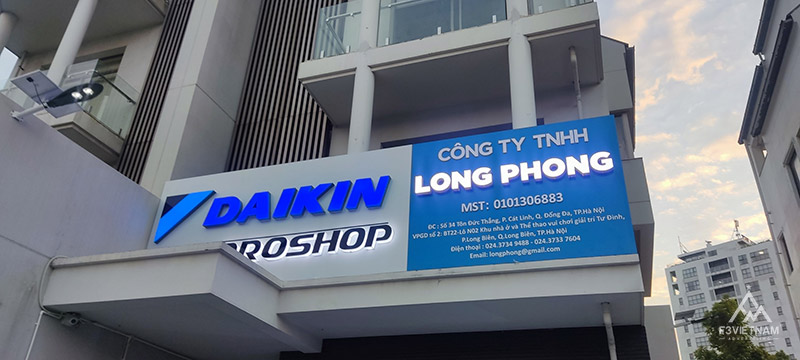 DAIKIN
PROSHOP
CÔNG TY TNHH
LONG PHONG
MST: 0101306883
ĐC : Số 34 Tôn Đức Thắng, P. Cát Linh, Q. Đống Đa, TP.Hà Nội
VPGD số 2: BT22-Lô N02 Khu nhà ở và Thể thao vui chơi giải trí Tư Đình,
P.Long Biên, Q.Long Biên, TP.Hà Nội
Điện thoại : 024.3734 9488 - 024.3733 7604
Email: longphong@gmail.com
F3VIETNAM
ADVERTISING